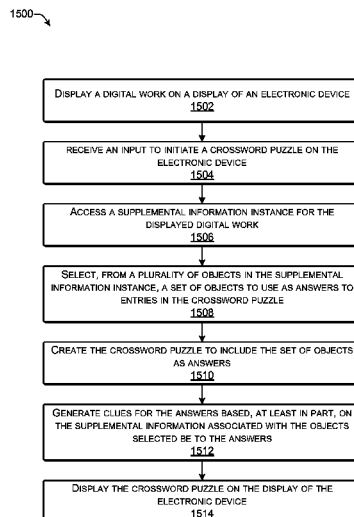 1500
DISPLAY A DIGITAL WORK ON A DISPLAY OF AN ELECTRONIC DEVICE
1502
RECEIVE AN INPUT TO INITIATE A CROSSWORD PUZZLE ON THE
ELECTRONIC DEVICE
1504
ACCESS A SUPPLEMENTAL INFORMATION INSTANCE FOR THE
DISPLAYED DIGITAL WORK
1506
SELECT, FROM A PLURALITY OF OBJECTS IN THE SUPPLEMENTAL
INFORMATION INSTANCE, A SET OF OBJECTS TO USE AS ANSWERS TO
ENTRIES IN THE CROSSWORD PUZZLE
1508
CREATE THE CROSSWORD PUZZLE TO INCLUDE THE SET OF OBJECTS
AS ANSWERS
1510
GENERATE CLUES FOR THE ANSWERS BASED, AT LEAST IN PART, ON
THE SUPPLEMENTAL INFORMATION ASSOCIATED WITH THE OBJECTS
SELECTED BE TO THE ANSWERS
1512
DISPLAY THE CROSSWORD PUZZLE ON THE DISPLAY OF THE
ELECTRONIC DEVICE
1514